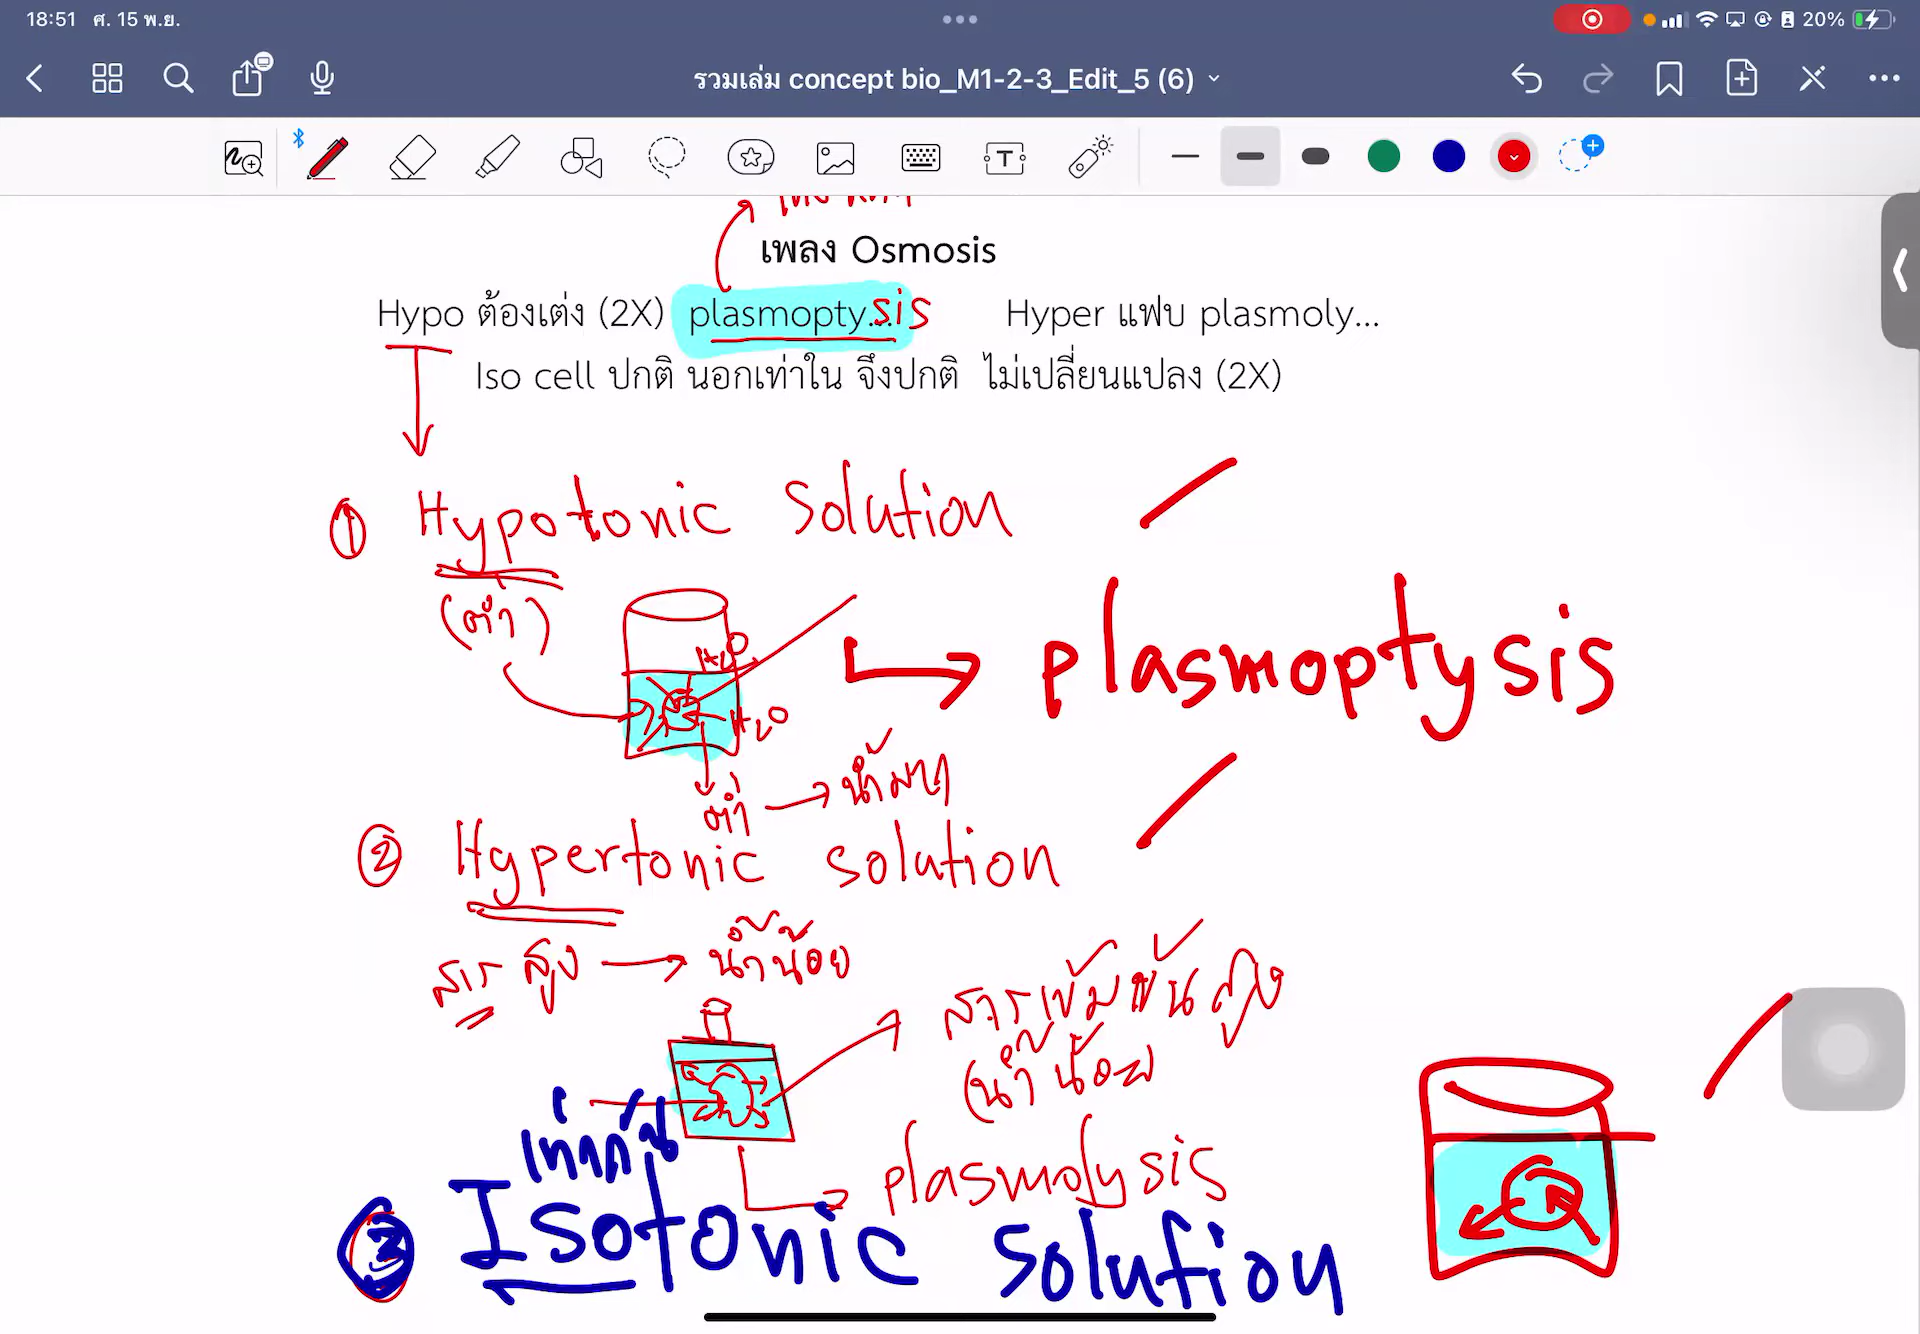 18:51 ศ. 15 พ.ย.
20%
รวมเล่ม concept bio_M1-2-3_Edit_5 (6)
เพลง Osmosis
Hypo ต้องเต่ง (2X) plasmopty...sis Hyper แฟบ plasmoly...
Iso cell ปกติ นอกเท่าใน จึงปกติ ไม่เปลี่ยนแปลง (2X)
① Hypotonic Solution
(ต่ำ)
H₂O
H₂O
plasmoptysis
ต่ำ → น้ำมาก
② Hypertonic solution
สาร สูง → น้ำน้อย
สารเข้มข้นสูง
(น้ำน้อย)
plasmolysis
เท่ากัน
③ Isotonic Solution